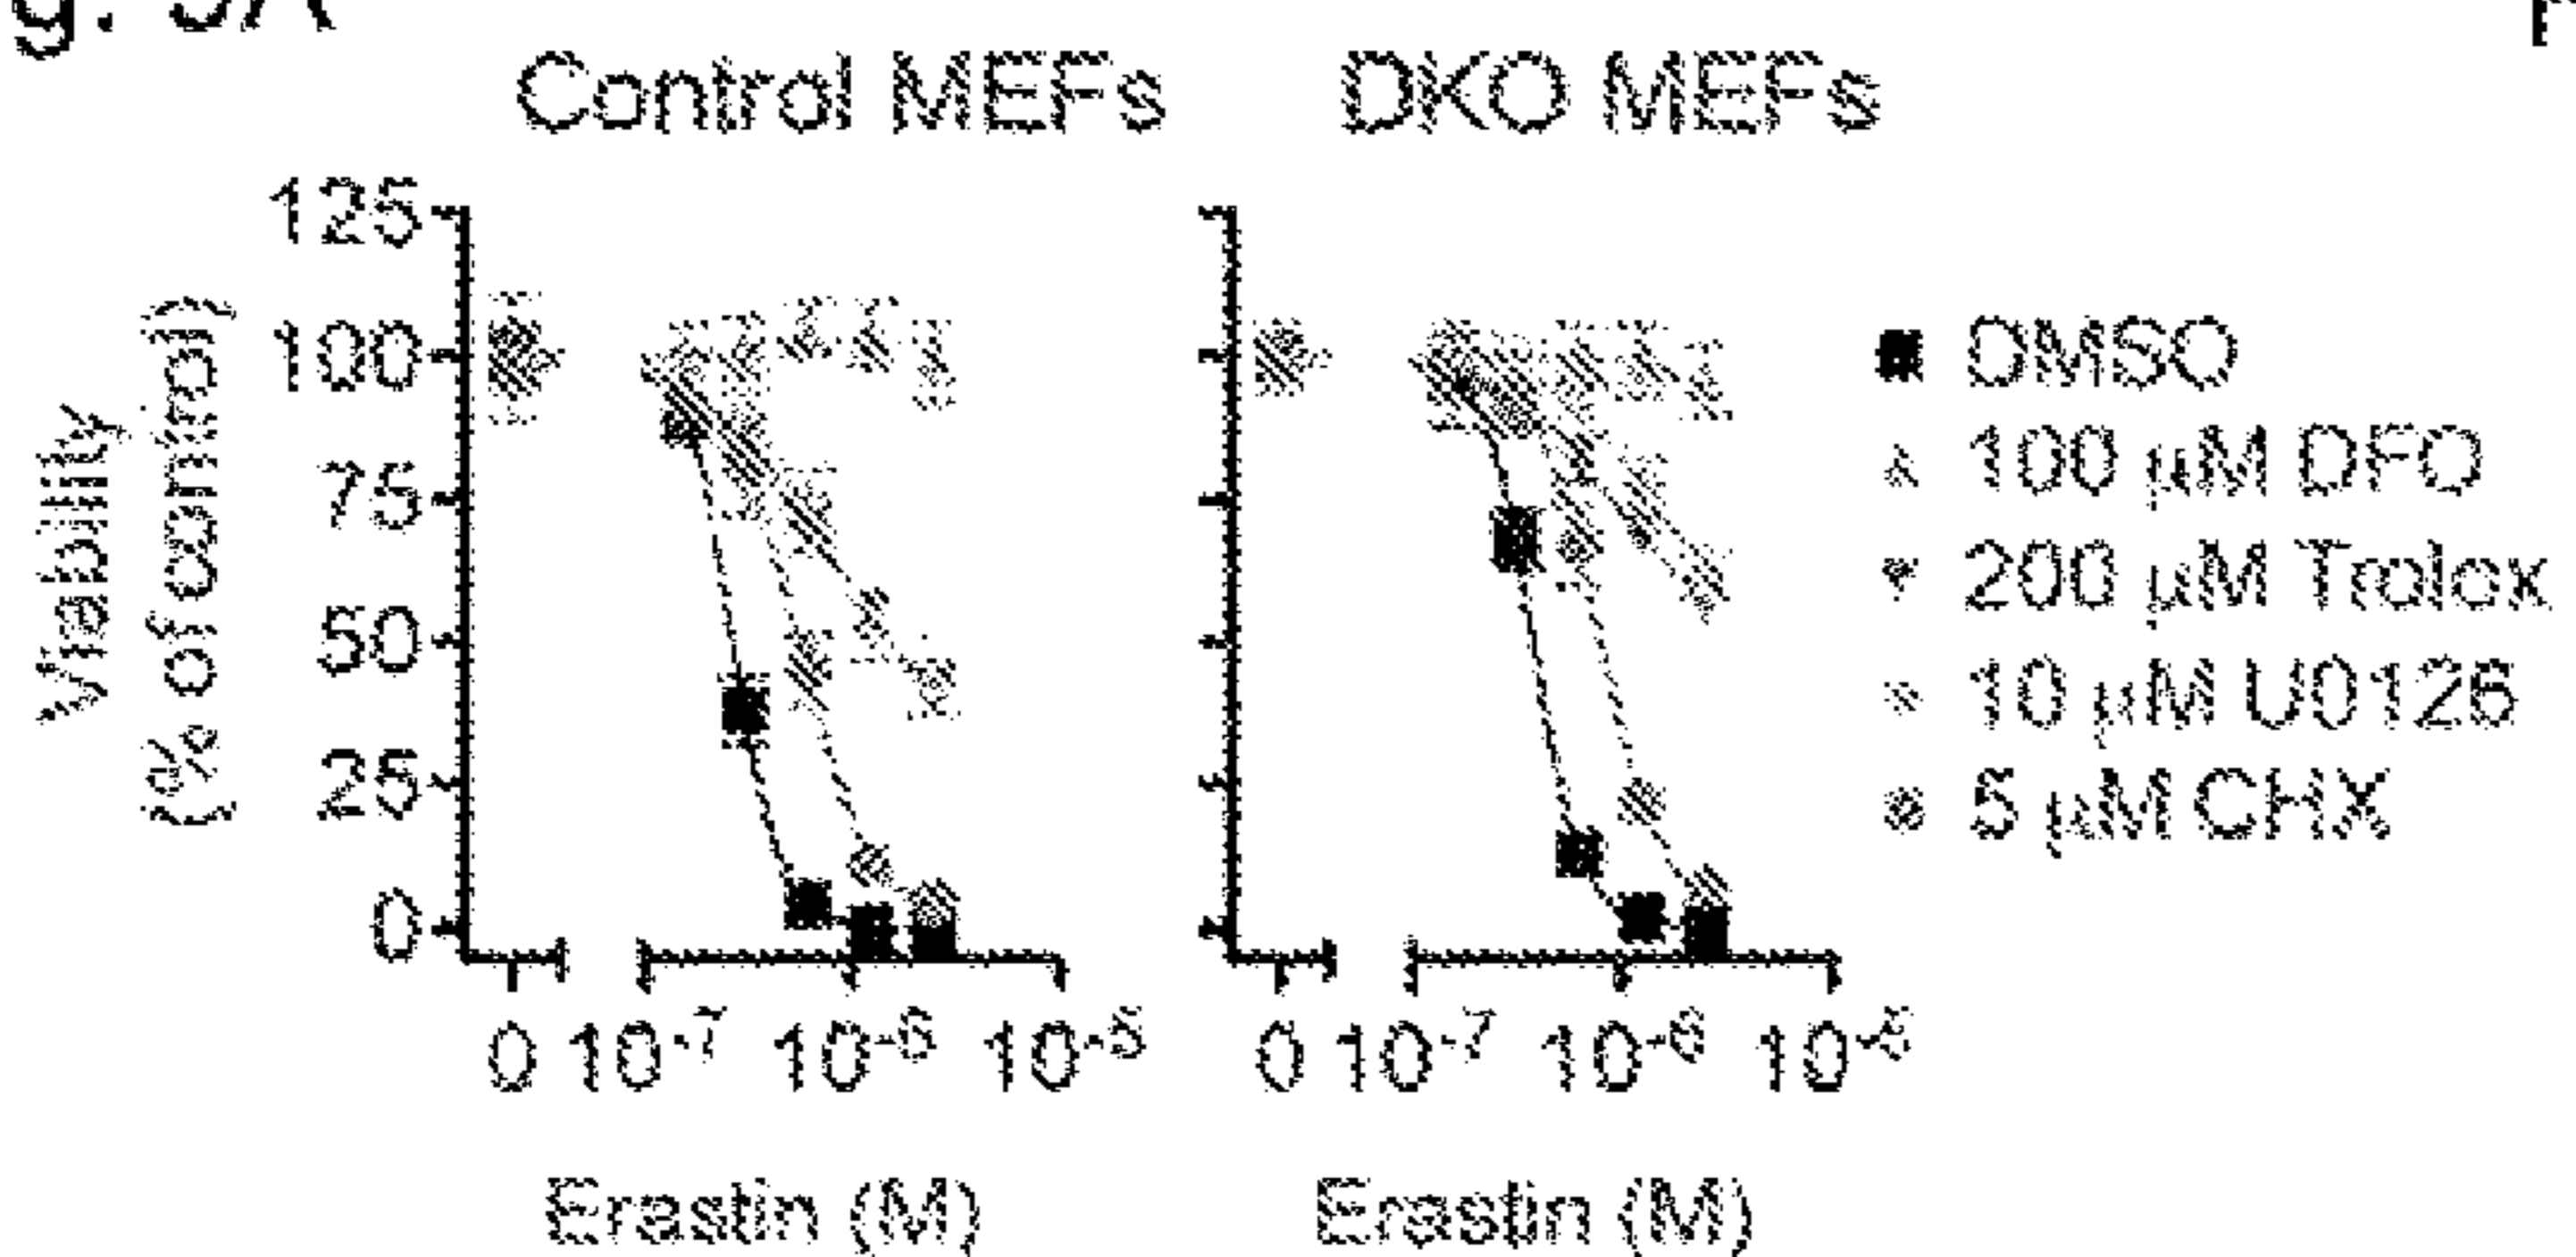 g. 5A
Control MEFs
DKO MEFs
Viability
(% of control)
125
100
75
50
25
0
0 10-7 10-6 10-5
0 10-7 10-6 10-5
Erastin (M)
Erastin (M)
DMSO
100 µM DFO
200 µM Trolox
10 µM U0126
5 µM CHX